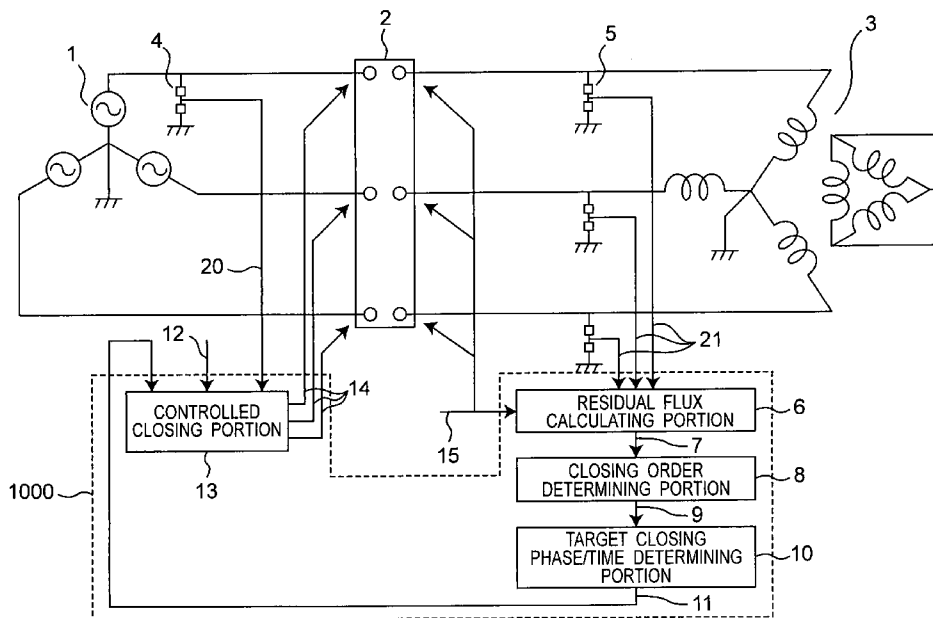 1
4
2
5
3
20
12
14
15
21
CONTROLLED
CLOSING PORTION
13
1000
RESIDUAL FLUX
CALCULATING PORTION
6
7
CLOSING ORDER
DETERMINING PORTION
8
9
TARGET CLOSING
PHASE/TIME DETERMINING
PORTION
10
11